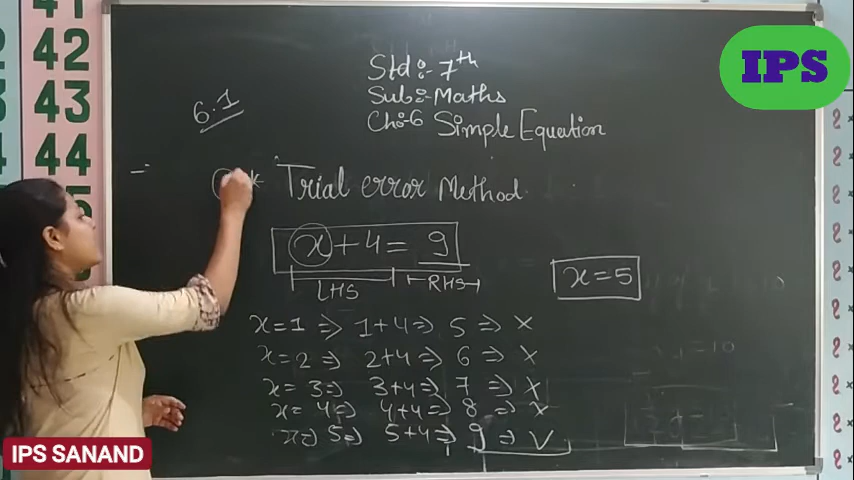 Std :- 7th
Sub :- Maths
Ch :- 6 Simple Equation
6.1
* Trial error Method
x + 4 = 9
LHS RHS
x = 5
x = 1 ⇒ 1 + 4 ⇒ 5 ⇒ X
x = 2 ⇒ 2 + 4 ⇒ 6 ⇒ X
x = 3 ⇒ 3 + 4 ⇒ 7 ⇒ X
x = 4 ⇒ 4 + 4 ⇒ 8 ⇒ X
x ⇒ 5 ⇒ 5 + 4 ⇒ 9 ⇒ ✓
IPS
IPS SANAND
41
42
43
44